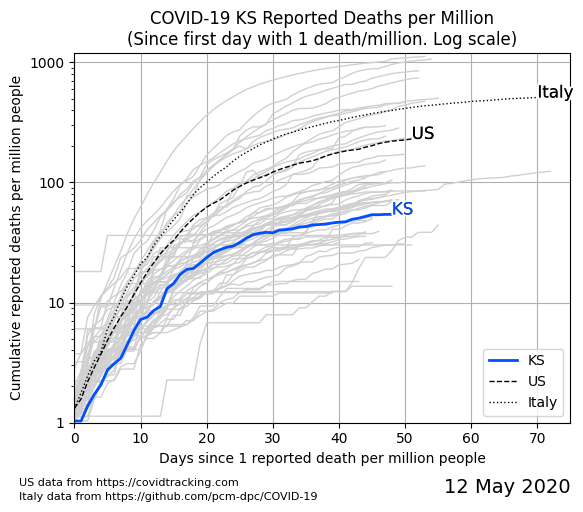 COVID-19 KS Reported Deaths per Million
(Since first day with 1 death/million. Log scale)
Cumulative reported deaths per million people
1000
100
10
1
Italy
US
KS
KS
US
Italy
0 10 20 30 40 50 60 70
Days since 1 reported death per million people
US data from https://covidtracking.com
Italy data from https://github.com/pcm-dpc/COVID-19
12 May 2020